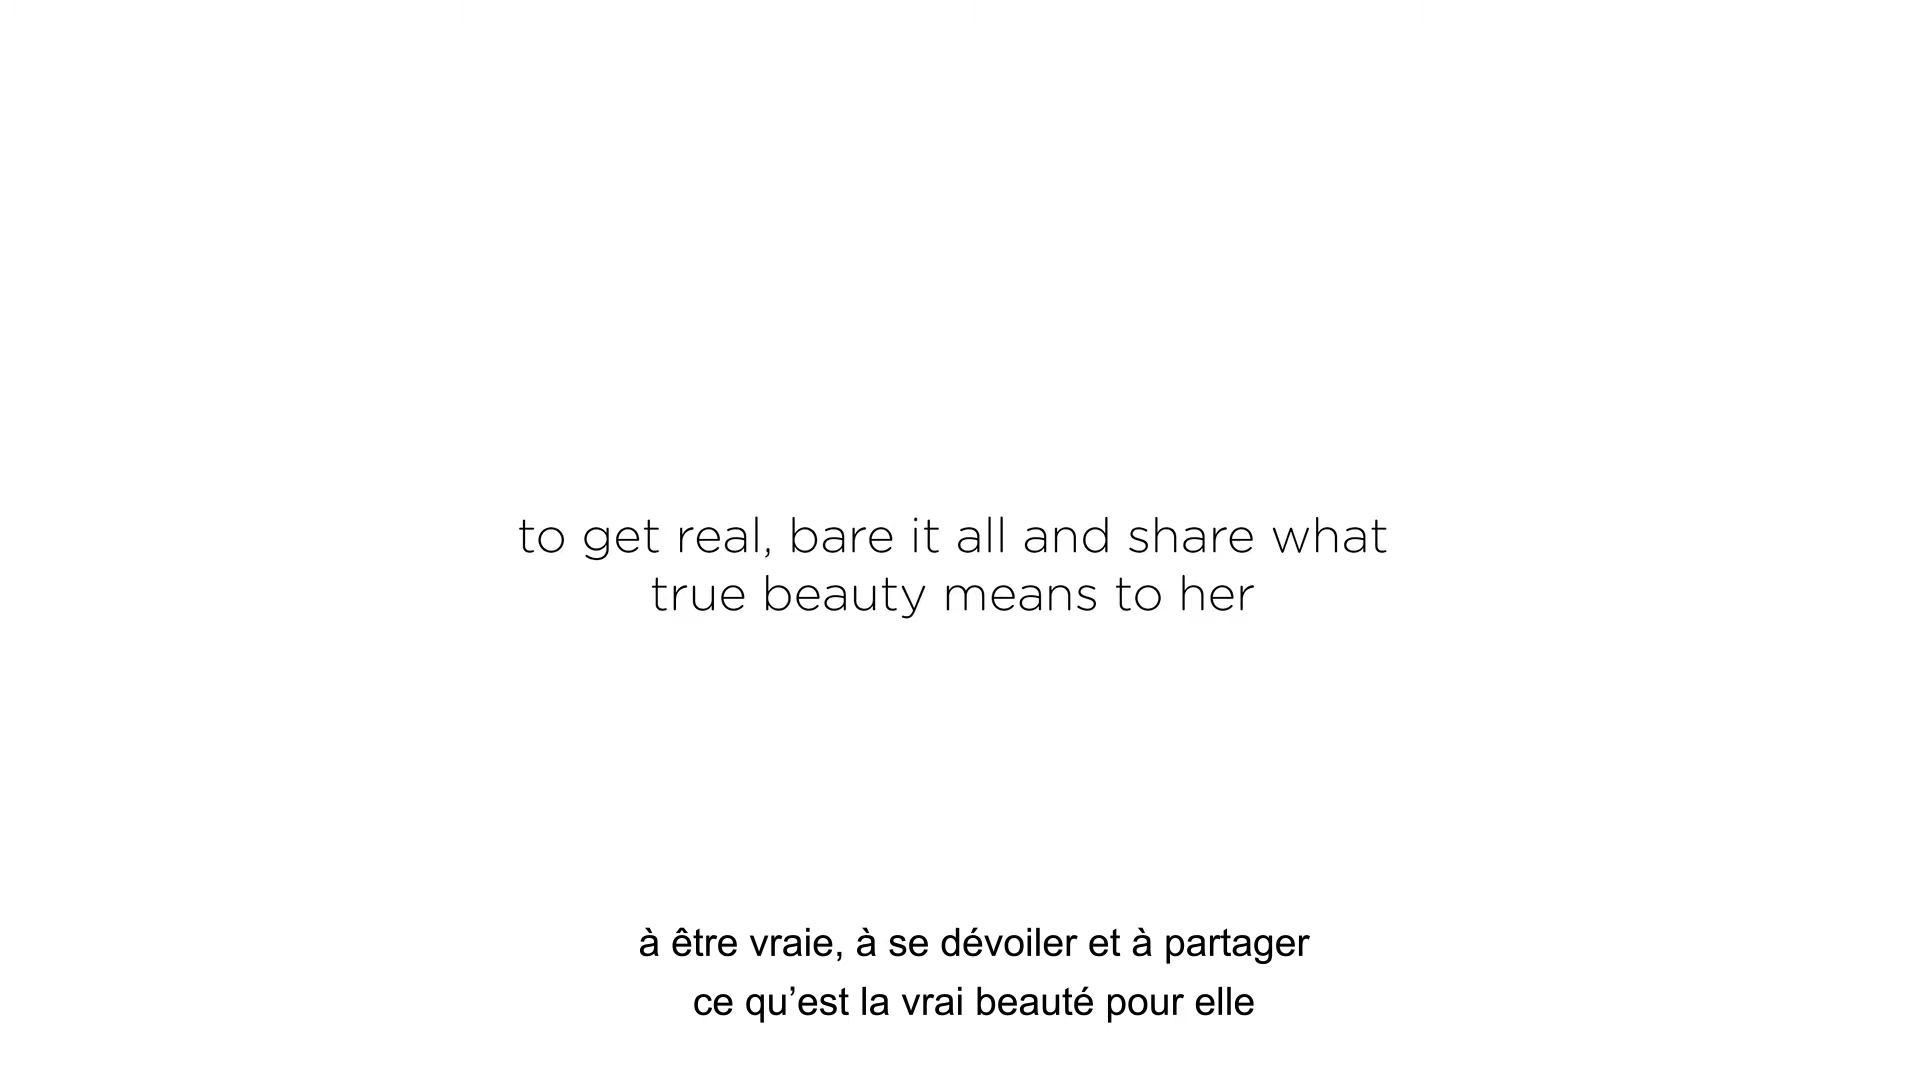 to get real, bare it all and share what
true beauty means to her
à être vraie, à se dévoiler et à partager
ce qu’est la vrai beauté pour elle